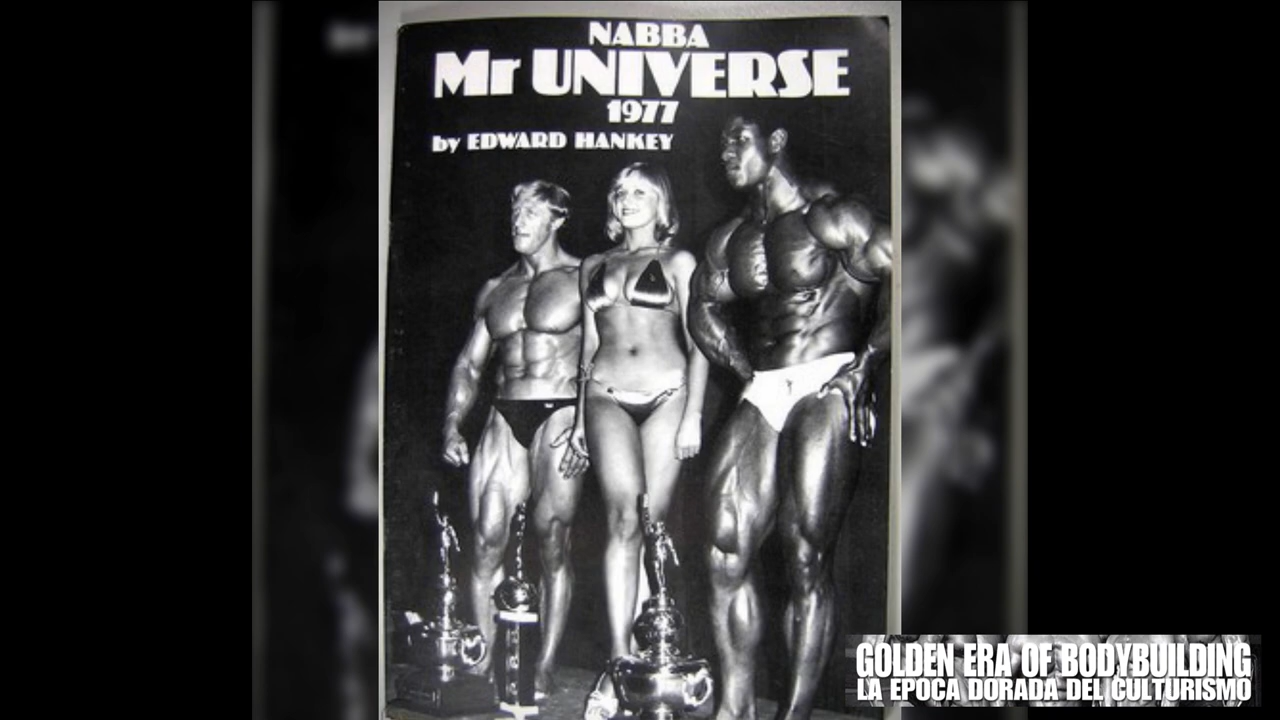 NABBA
Mr UNIVERSE
1977
by EDWARD HANKEY
GOLDEN ERA OF BODYBUILDING
LA EPOCA DORADA DEL CULTURISMO